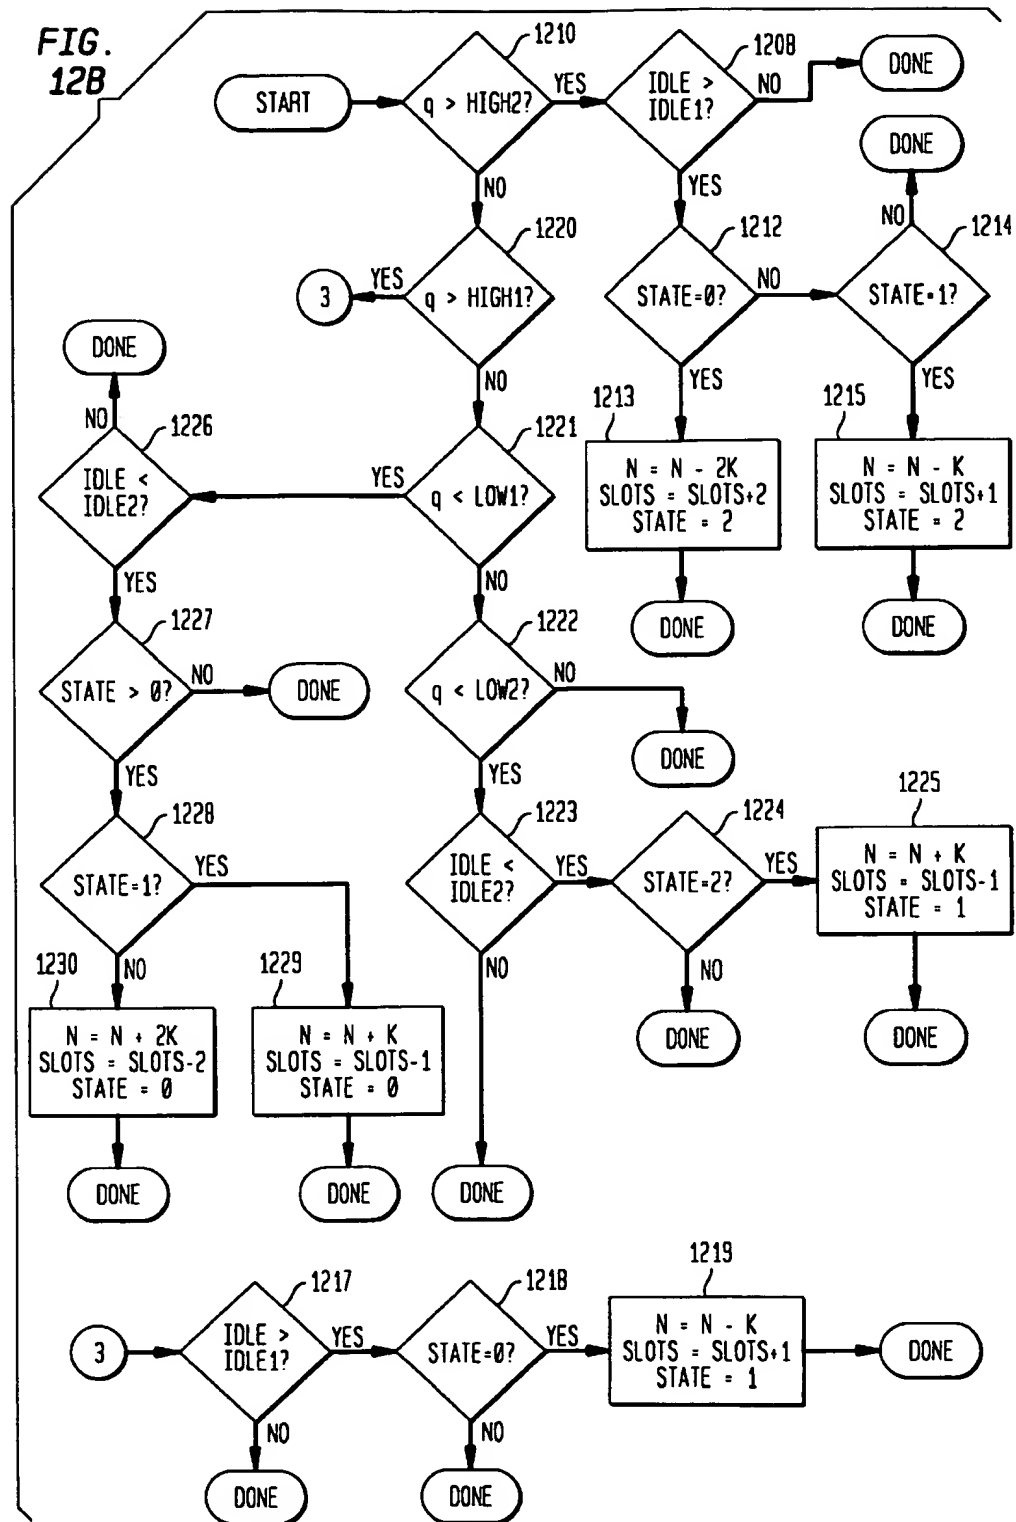 FIG.
12B
START
1210
q > HIGH2?
YES
NO
1208
IDLE >
IDLE1?
NO
DONE
YES
1212
STATE=0?
NO
YES
1214
STATE=1?
NO
DONE
YES
1213
N = N - 2K
SLOTS = SLOTS+2
STATE = 2
DONE
1215
N = N - K
SLOTS = SLOTS+1
STATE = 2
DONE
1220
q > HIGH1?
YES
3
NO
1221
q < LOW1?
YES
NO
1226
IDLE <
IDLE2?
NO
DONE
YES
1227
STATE > 0?
NO
DONE
YES
1228
STATE=1?
YES
NO
1230
N = N + 2K
SLOTS = SLOTS-2
STATE = 0
DONE
1229
N = N + K
SLOTS = SLOTS-1
STATE = 0
DONE
1222
q < LOW2?
NO
DONE
YES
1223
IDLE <
IDLE2?
YES
NO
DONE
1224
STATE=2?
YES
NO
DONE
1225
N = N + K
SLOTS = SLOTS-1
STATE = 1
DONE
3
1217
IDLE >
IDLE1?
YES
NO
DONE
1218
STATE=0?
YES
NO
DONE
1219
N = N - K
SLOTS = SLOTS+1
STATE = 1
DONE